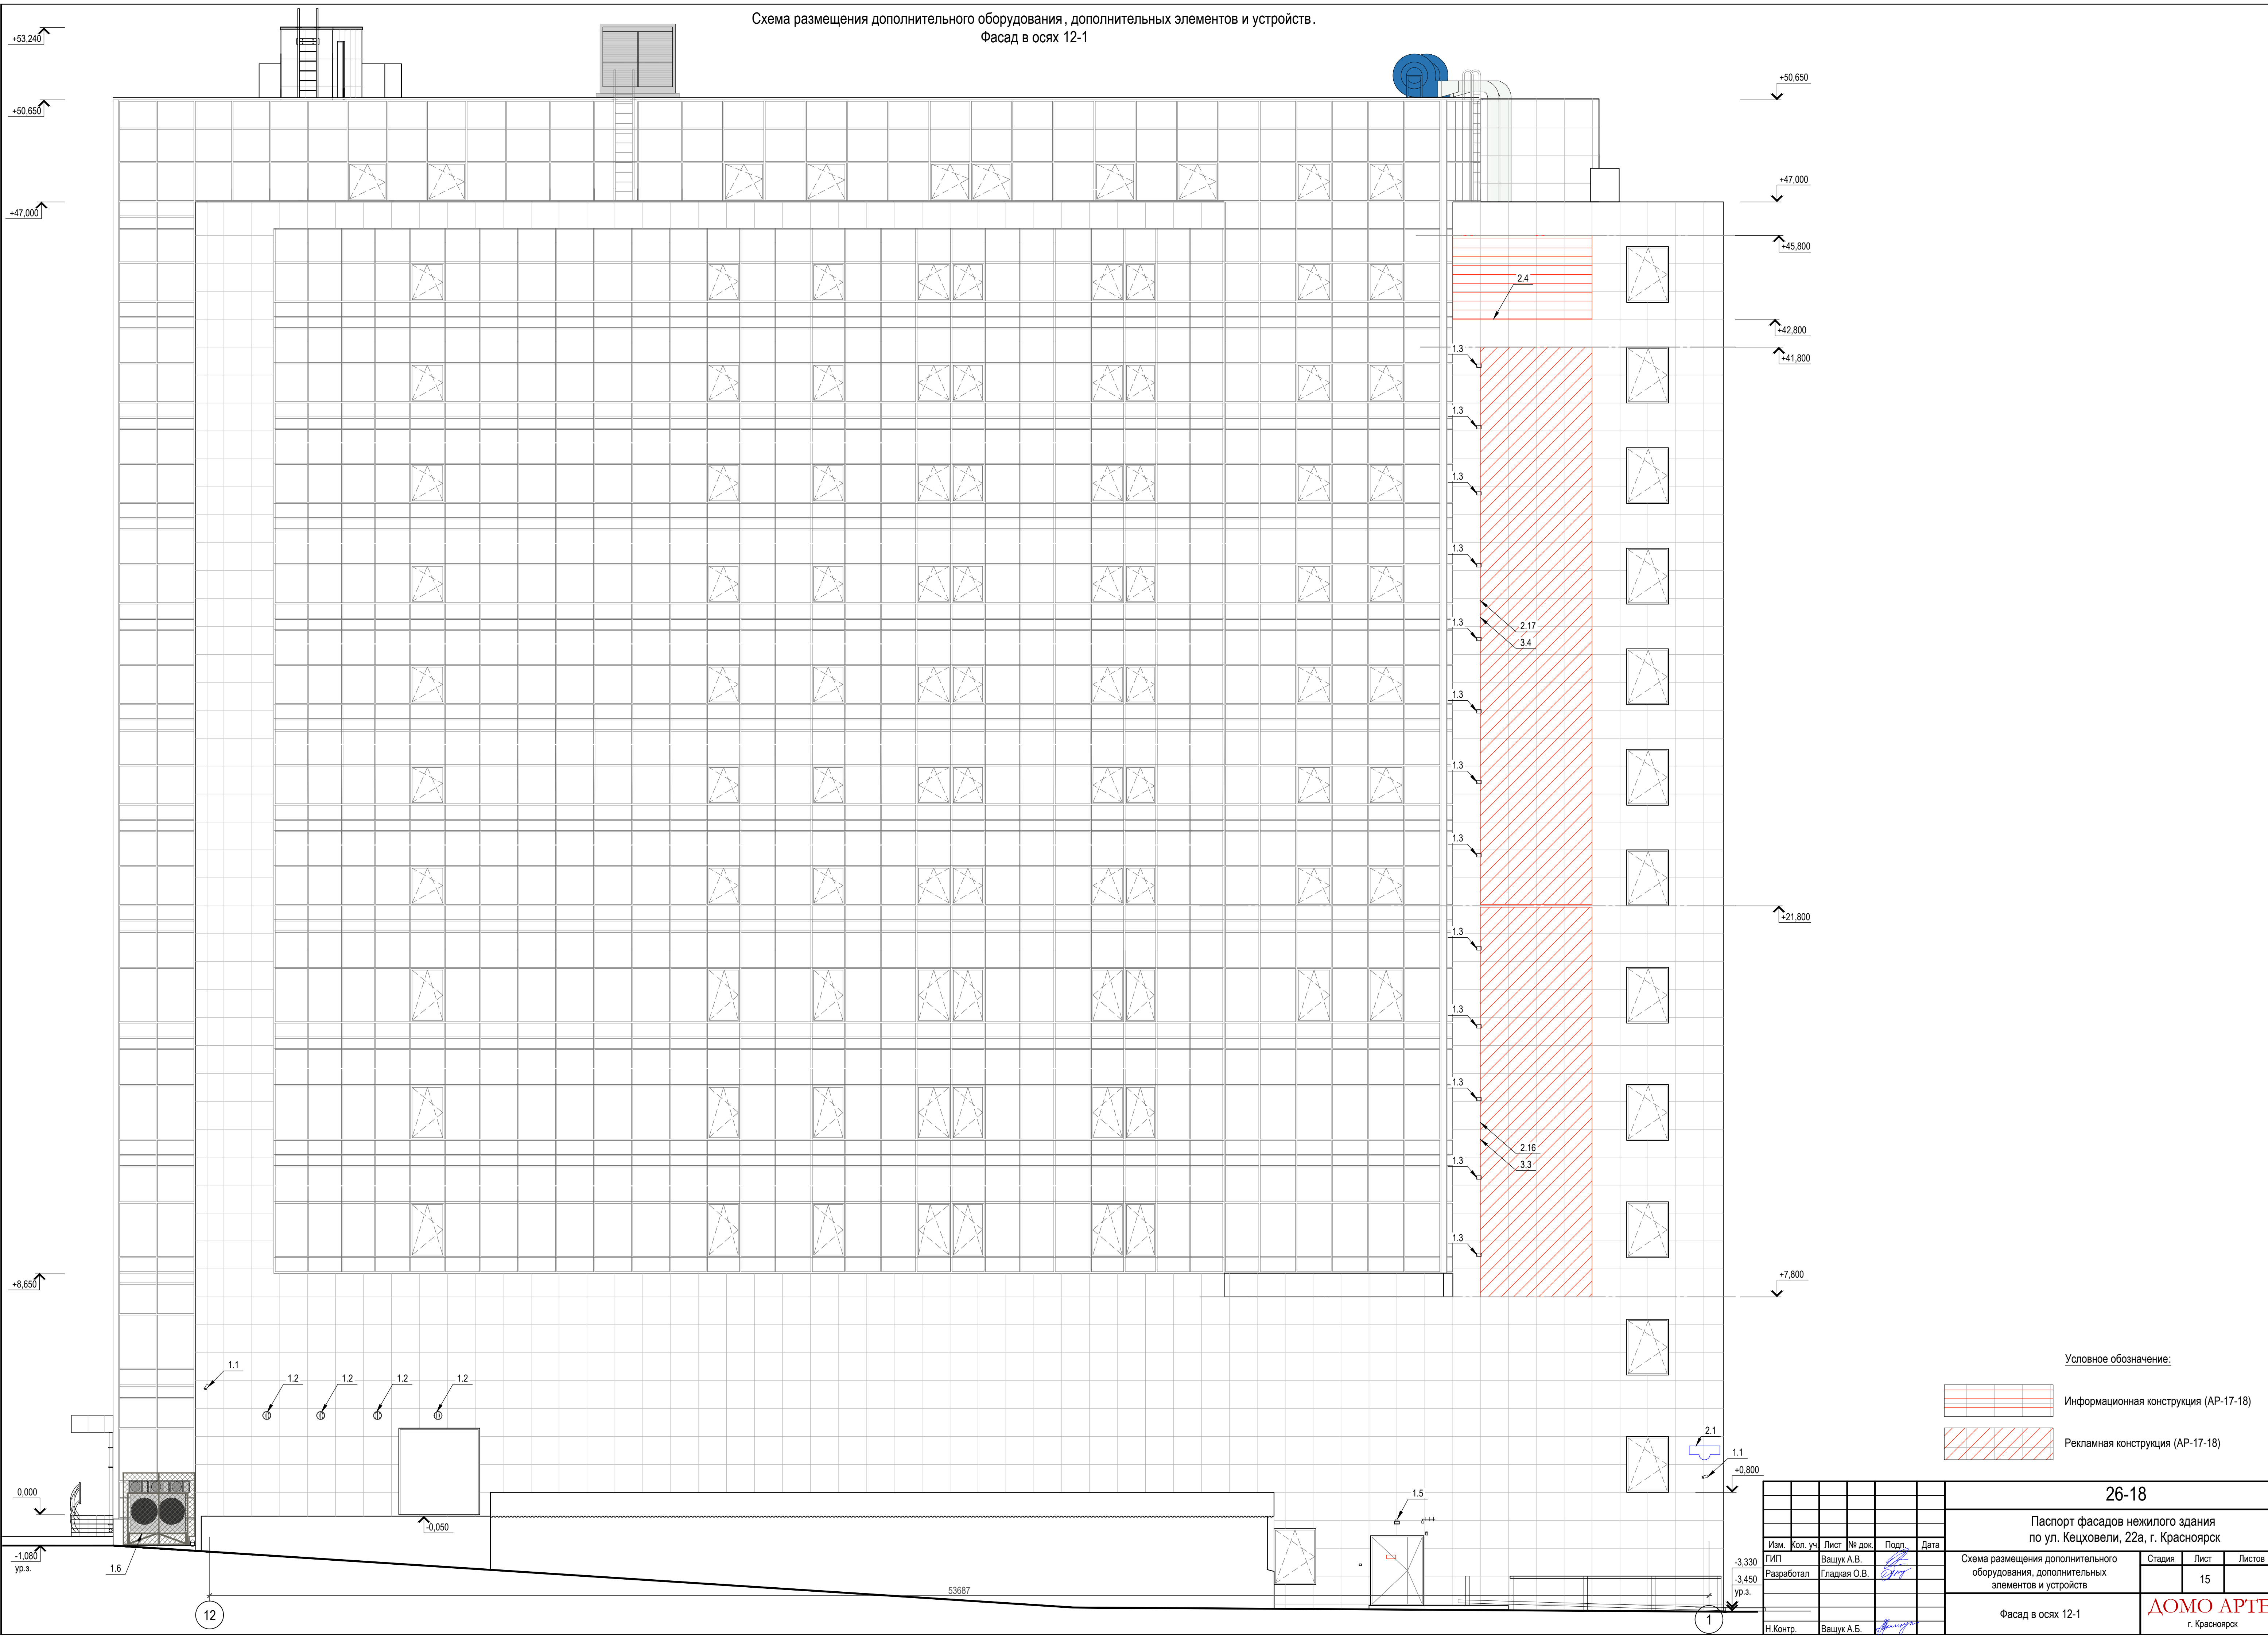 Схема размещения дополнительного оборудования, дополнительных элементов и устройств.
Фасад в осях 12-1
+53,240
+50,650
+47,000
+8,650
0,000
-1,080
ур.з.
+50,650
+47,000
+45,800
+42,800
+41,800
+21,800
+7,800
+0,800
-3,330
-3,450
ур.з.
-0,050
2.4
1.3
1.3
1.3
1.3
1.3
2.17
3.4
1.3
1.3
1.3
1.3
1.3
1.3
2.16
3.3
1.3
1.3
1.1
1.2
1.2
1.2
1.2
2.1
1.1
1.5
1.6
53687
12
1
Условное обозначение:
Информационная конструкция (АР-17-18)
Рекламная конструкция (АР-17-18)
26-18
Паспорт фасадов нежилого здания
по ул. Кецховели, 22а, г. Красноярск
Изм. Кол. уч. Лист № док. Подп. Дата
ГИП Ващук А.В.
Разработал Гладкая О.В.
Н.Контр. Ващук А.Б.
Схема размещения дополнительного
оборудования, дополнительных
элементов и устройств
Стадия Лист Листов
15
Фасад в осях 12-1
ДОМО АРТЕ
г. Красноярск